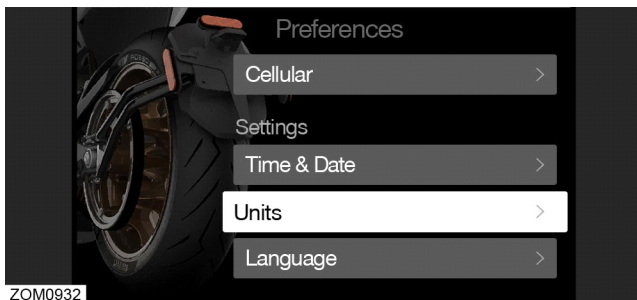 Preferences
Cellular
Settings
Time & Date
Units
Language
ZOM0932